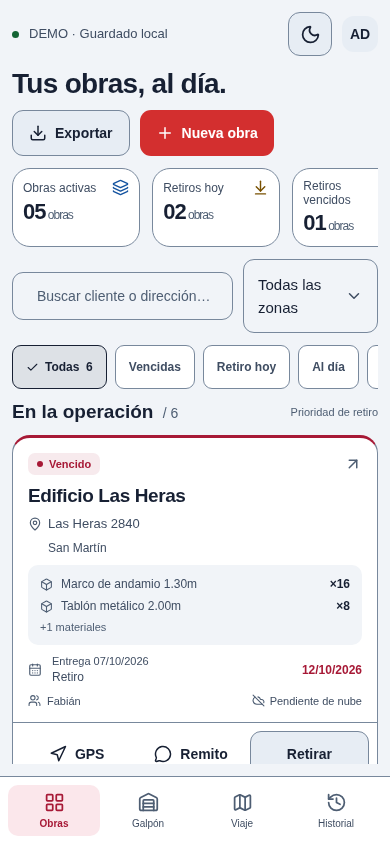 DEMO · Guardado local
AD
Tus obras, al día.
Exportar
Nueva obra
Obras activas
05 obras
Retiros hoy
02 obras
Retiros
vencidos
01 obras
Buscar cliente o dirección…
Todas las
zonas
Todas 6
Vencidas
Retiro hoy
Al día
En la operación / 6
Prioridad de retiro
Vencido
Edificio Las Heras
Las Heras 2840
San Martín
Marco de andamio 1.30m ×16
Tablón metálico 2.00m ×8
+1 materiales
Entrega 07/10/2026
Retiro
12/10/2026
Fabián
Pendiente de nube
GPS
Remito
Retirar
Obras
Galpón
Viaje
Historial